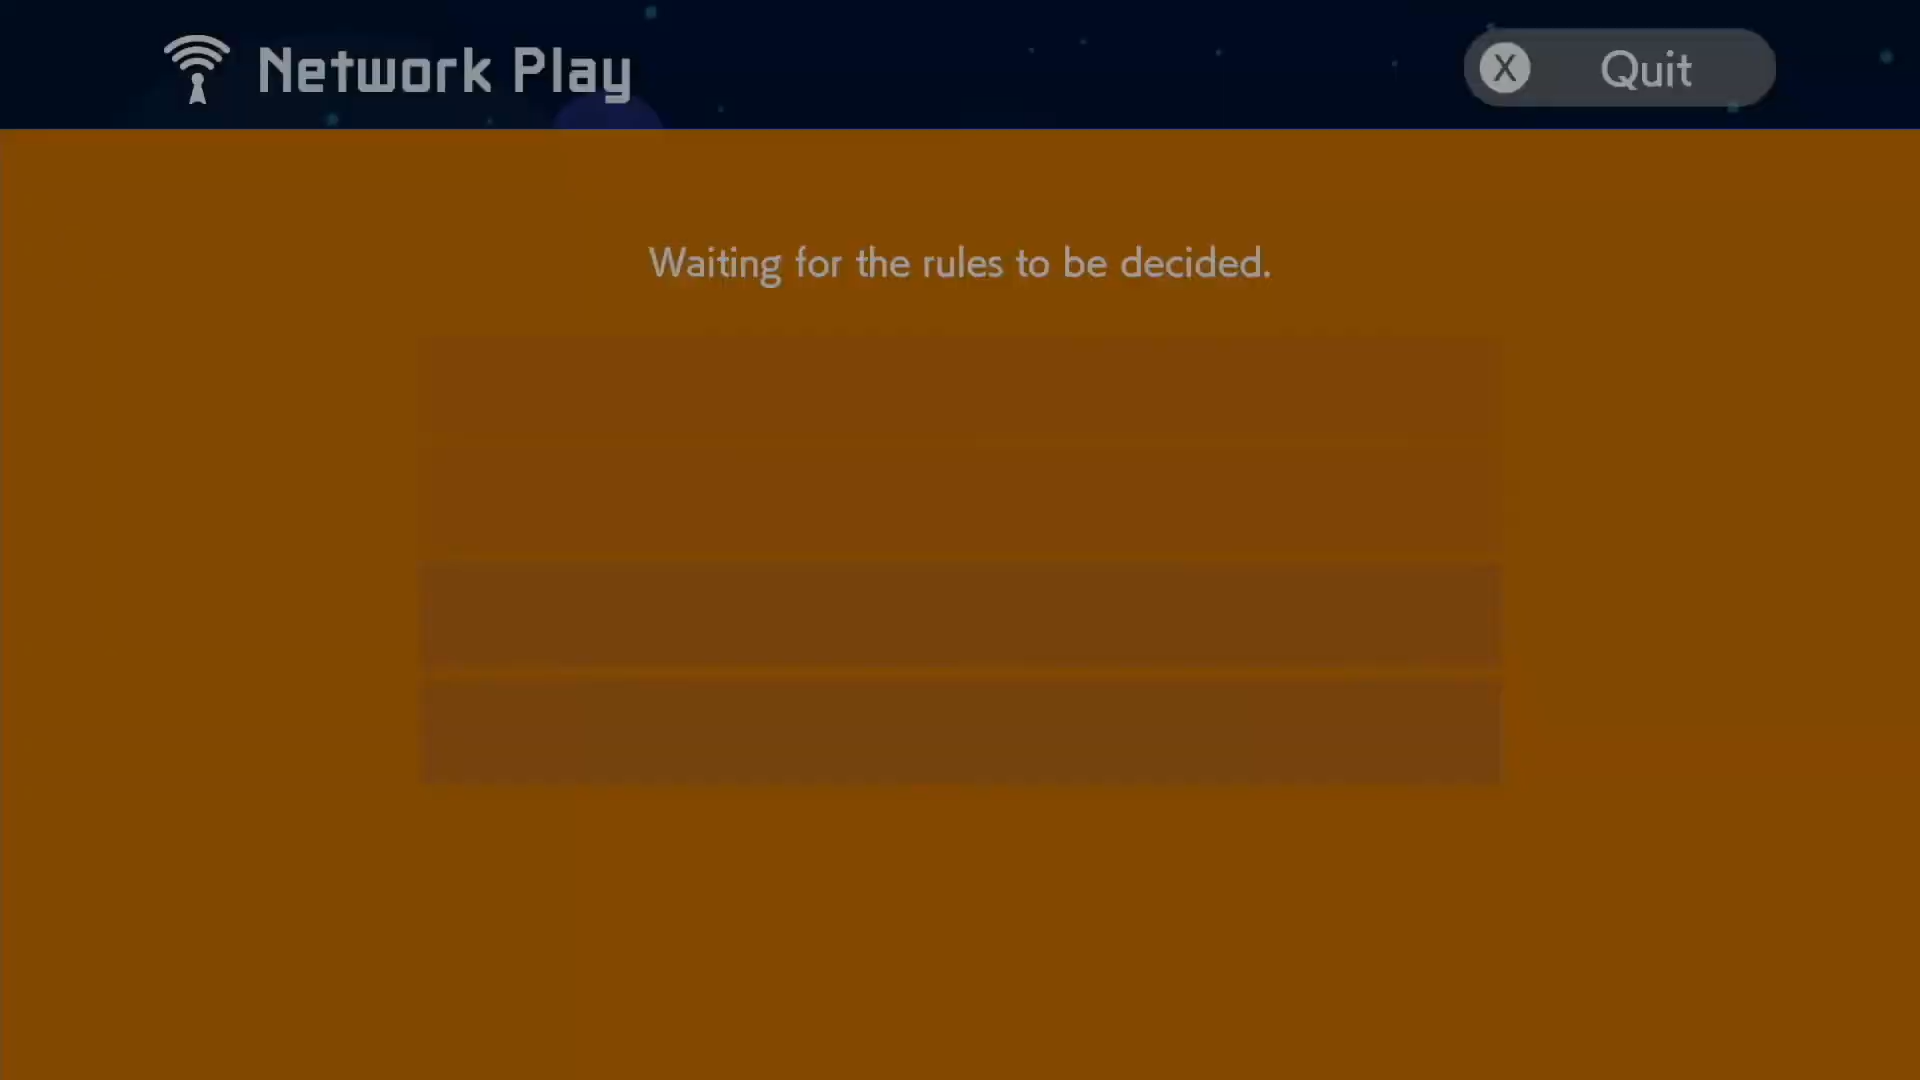 Network Play
X Quit
Waiting for the rules to be decided.